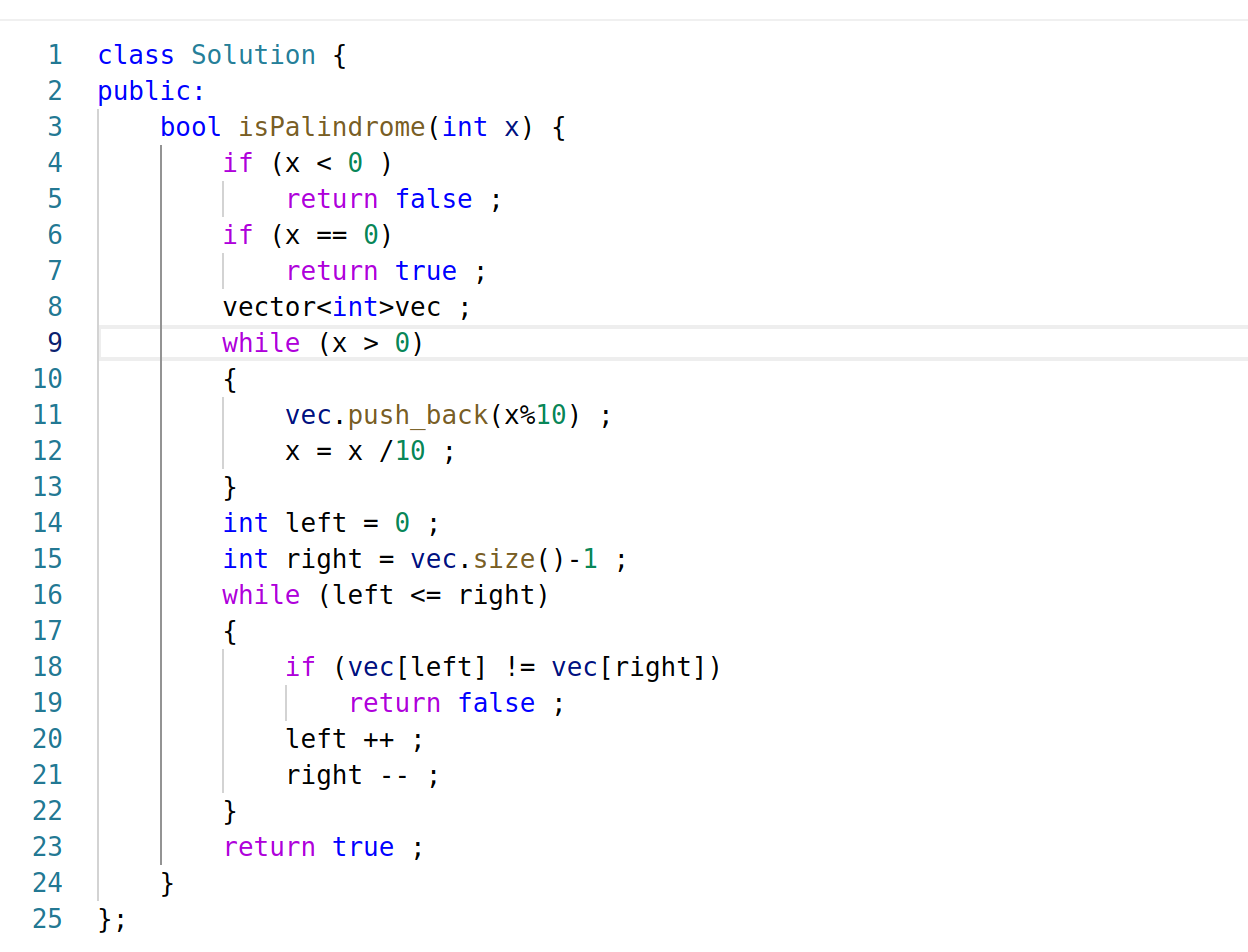 1 class Solution {
2 public:
3     bool isPalindrome(int x) {
4         if (x < 0 )
5             return false ;
6         if (x == 0)
7             return true ;
8         vector<int>vec ;
9         while (x > 0)
10         {
11             vec.push_back(x%10) ;
12             x = x /10 ;
13         }
14         int left = 0 ;
15         int right = vec.size()-1 ;
16         while (left <= right)
17         {
18             if (vec[left] != vec[right])
19                 return false ;
20             left ++ ;
21             right -- ;
22         }
23         return true ;
24     }
25 };